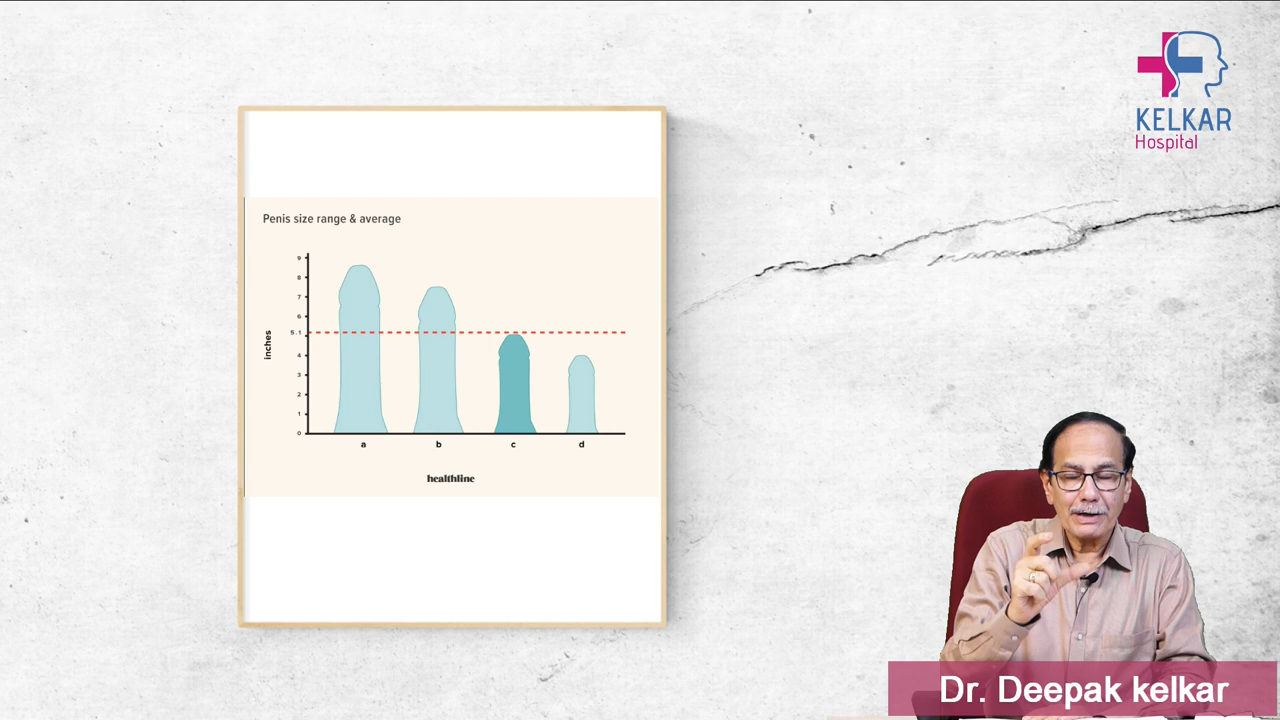 KELKAR
Hospital
Penis size range & average
9
8
7
6
5.1
4
3
2
1
0
inches
a b c d
healthline
Dr. Deepak kelkar